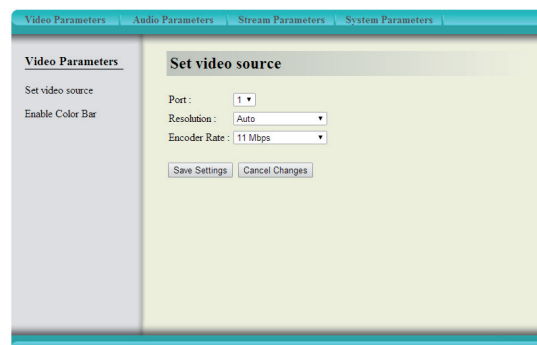 Video Parameters Audio Parameters Stream Parameters System Parameters
Video Parameters
Set video source
Enable Color Bar
Set video source
Port : 1
Resolution : Auto
Encoder Rate : 11 Mbps
Save Settings Cancel Changes